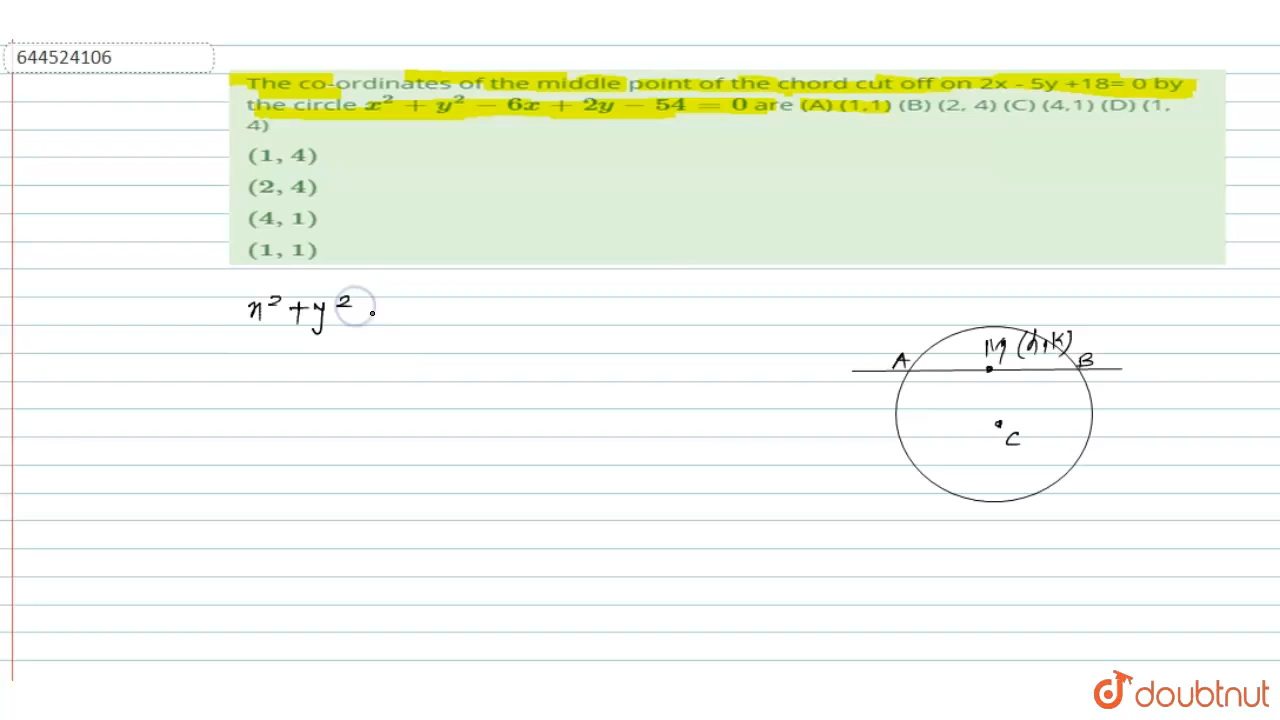 644524106
The co-ordinates of the middle point of the chord cut off on 2x - 5y +18= 0 by
the circle x² + y² − 6x + 2y − 54 = 0 are (A) (1,1) (B) (2, 4) (C) (4,1) (D) (1,
4)
(1, 4)
(2, 4)
(4, 1)
(1, 1)
x² + y²
M (h,k)
A
B
C
doubtnut